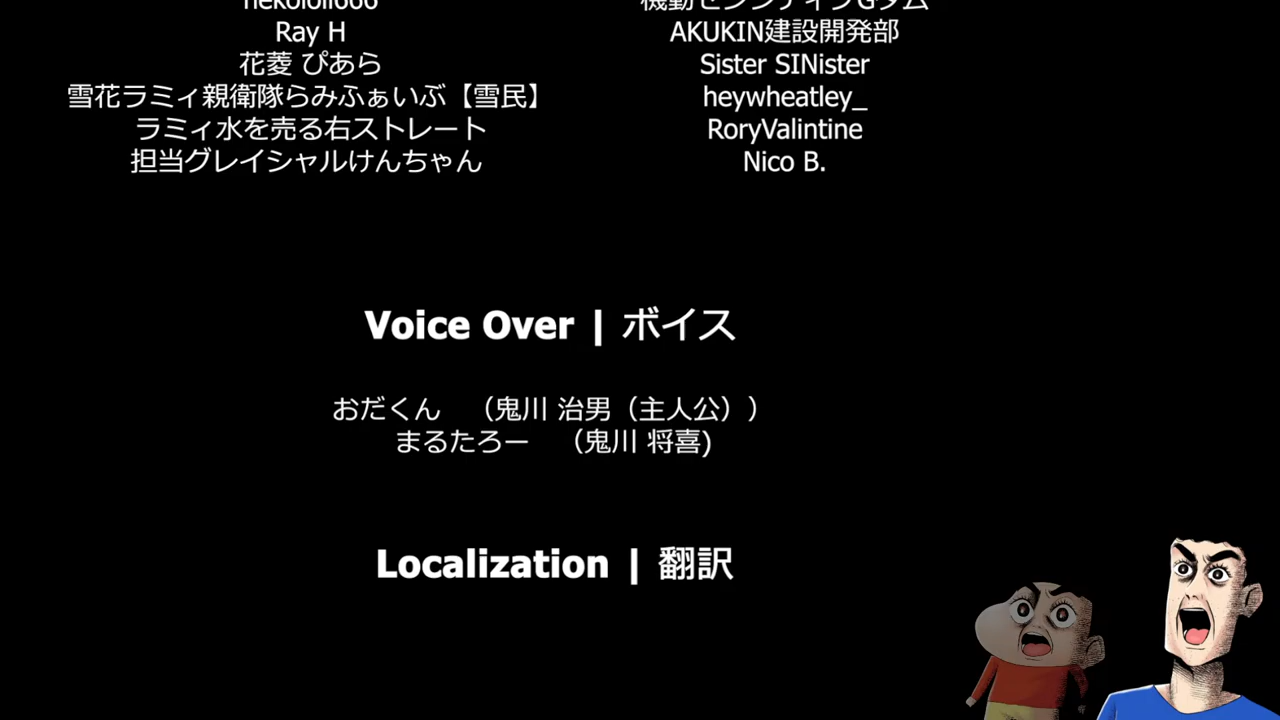 Ray H
花菱 ぴあら
雪花ラミィ親衛隊らみふぁいぶ【雪民】
ラミィ水を売る右ストレート
担当グレイシャルけんちゃん
AKUKIN建設開発部
Sister SINister
heywheatley_
RoryValintine
Nico B.
Voice Over | ボイス
おだくん　（鬼川 治男（主人公））
まるたろー　（鬼川 将喜)
Localization | 翻訳